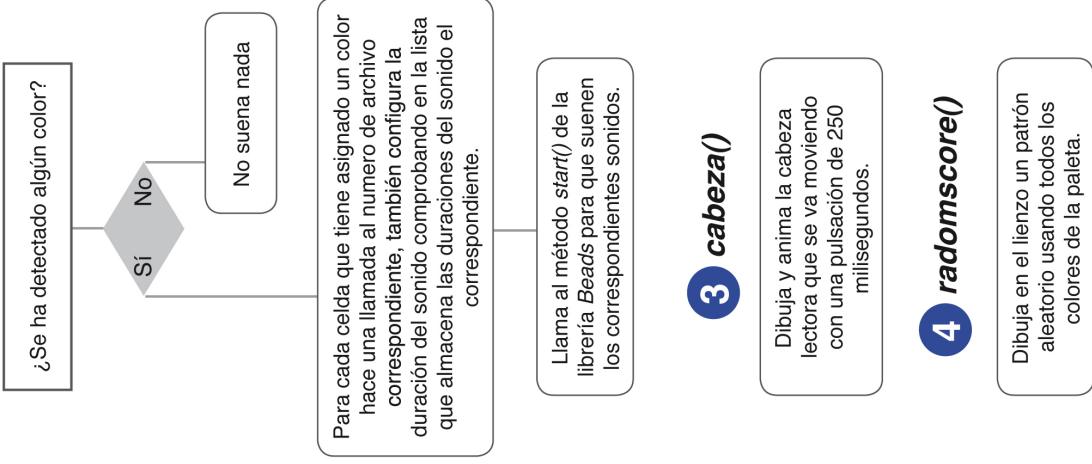 ¿Se ha detectado algún color?
Sí
No
No suena nada
Para cada celda que tiene asignado un color
hace una llamada al numero de archivo
correspondiente, también configura la
duración del sonido comprobando en la lista
que almacena las duraciones del sonido el
correspondiente.
Llama al método start() de la
librería Beads para que suenen
los correspondientes sonidos.
3 cabeza()
Dibuja y anima la cabeza
lectora que se va moviendo
con una pulsación de 250
milisegundos.
4 radomscore()
Dibuja en el lienzo un patrón
aleatorio usando todos los
colores de la paleta.